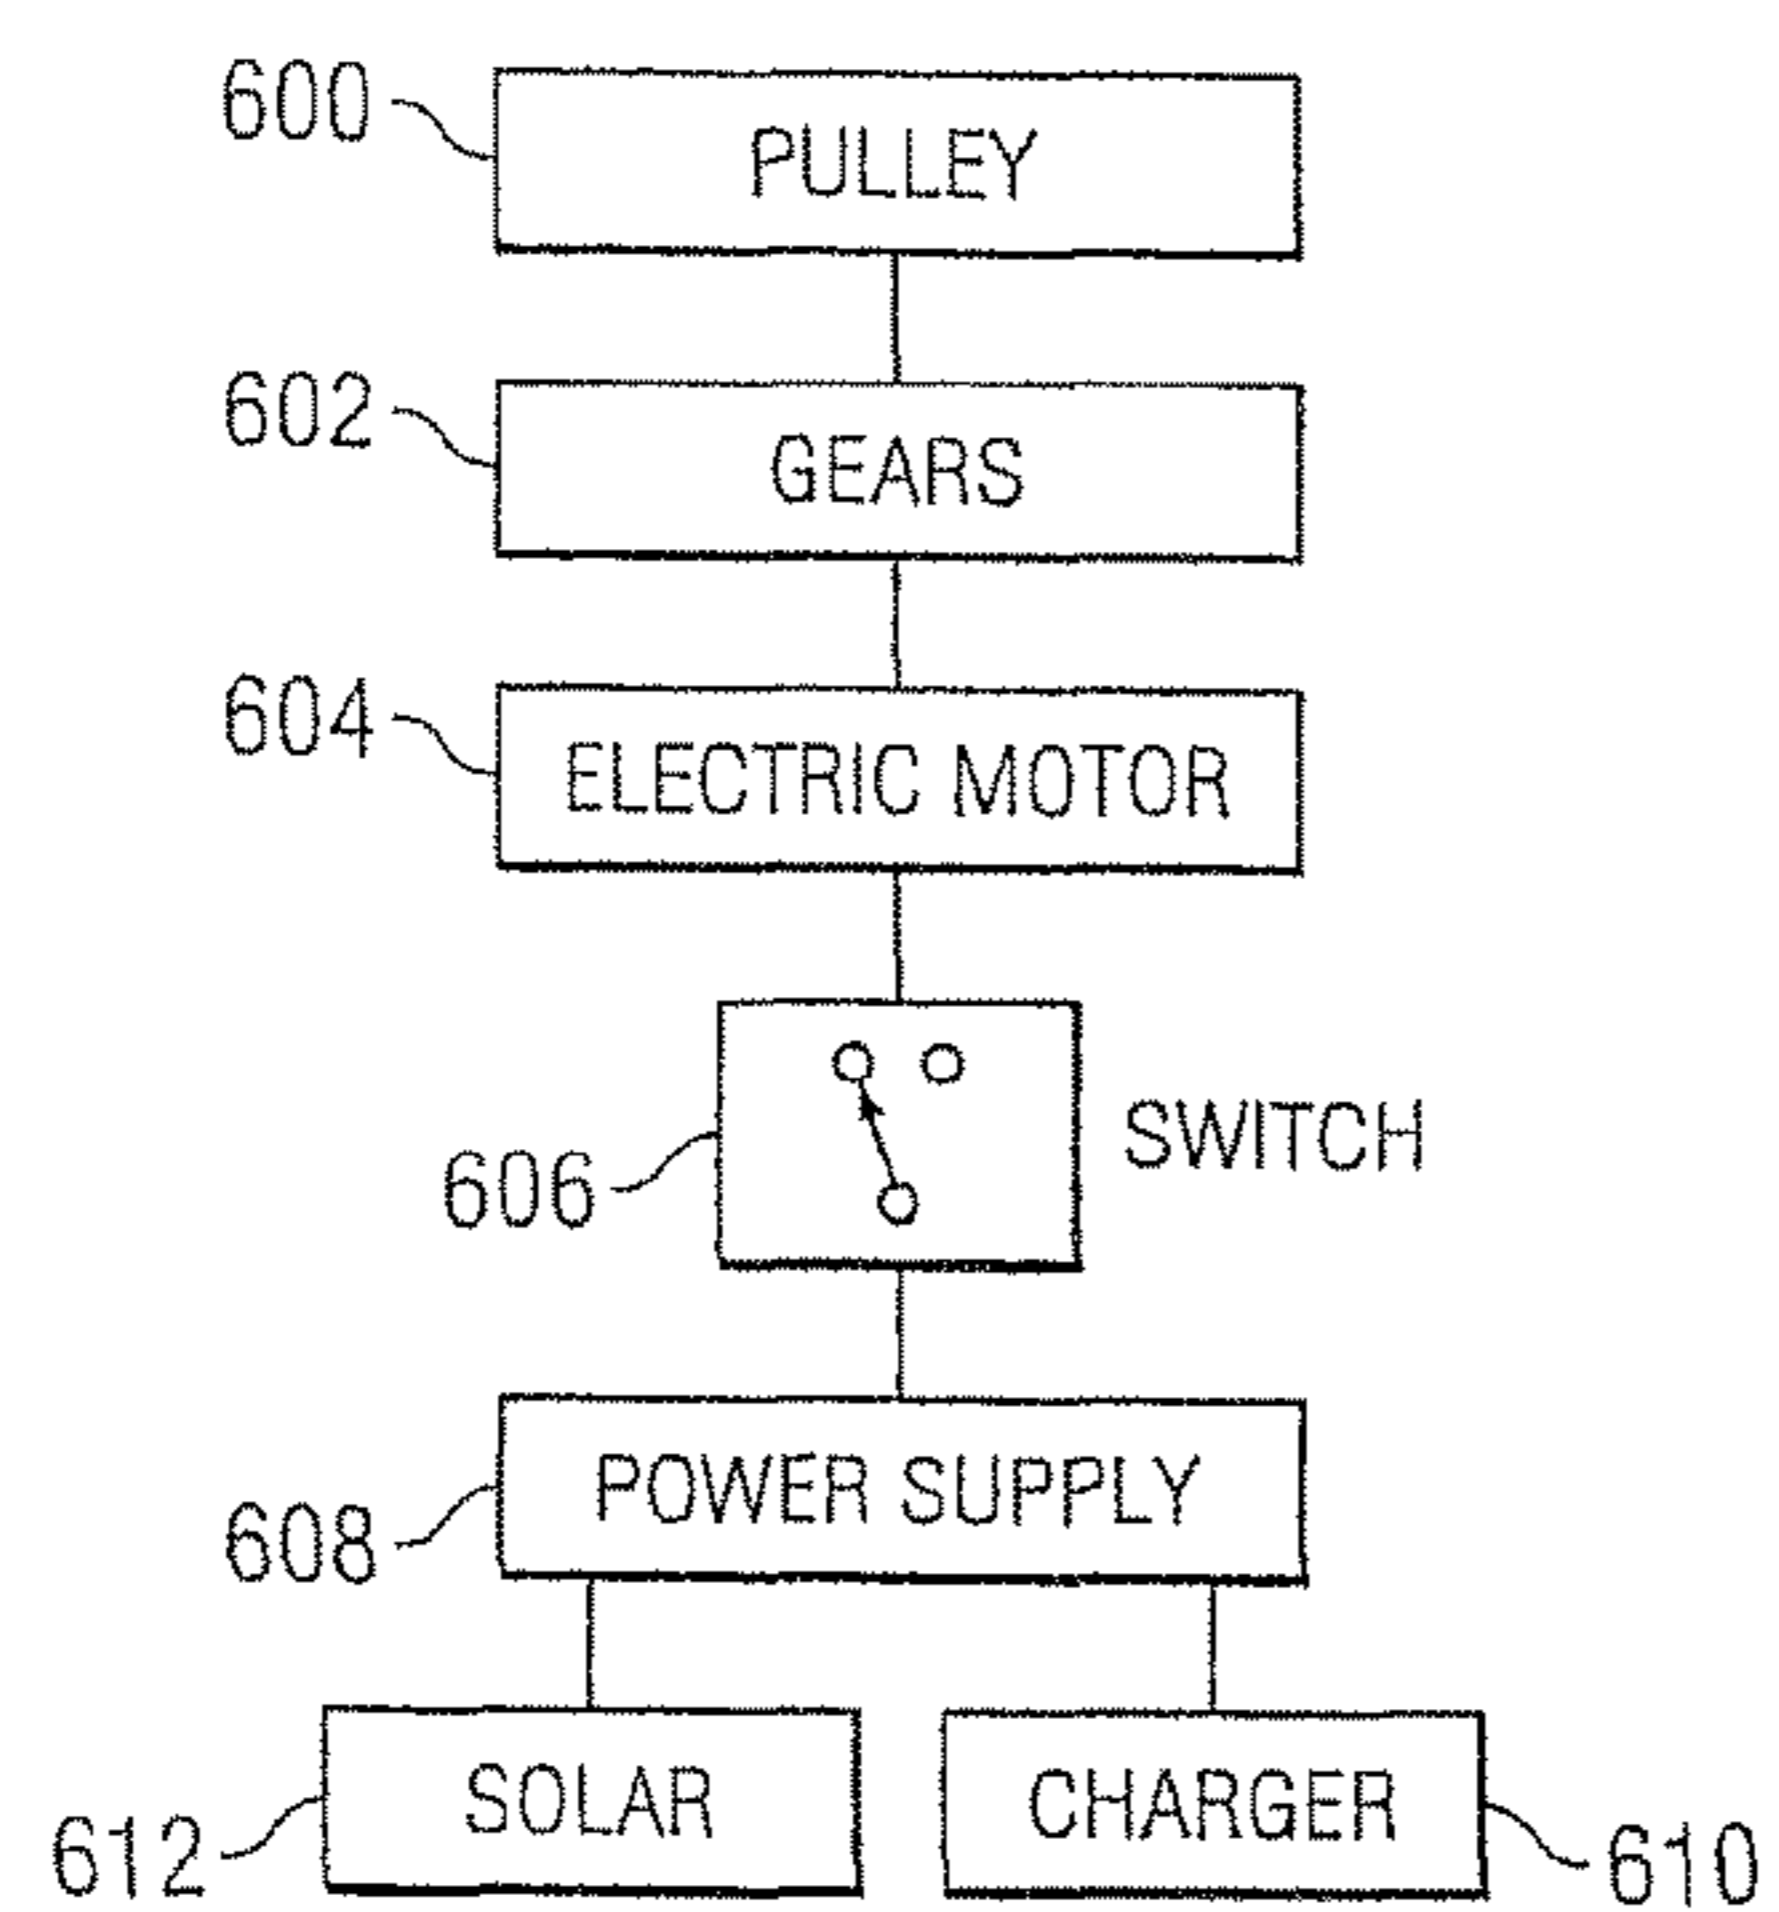 600
PULLEY
602
GEARS
604
ELECTRIC MOTOR
606
SWITCH
608
POWER SUPPLY
612
SOLAR
CHARGER
610